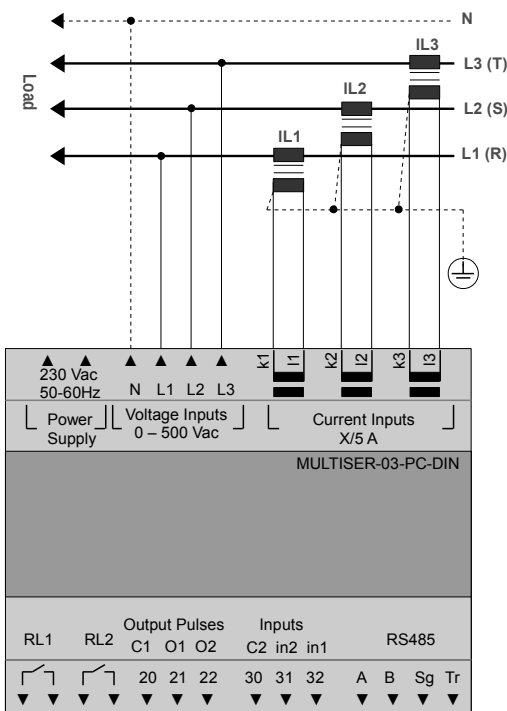 N
IL3
L3 (T)
Load
IL2
L2 (S)
IL1
L1 (R)
k1 l1 k2 l2 k3 l3
230 Vac
50-60Hz
N L1 L2 L3
Power
Supply
Voltage Inputs
0 – 500 Vac
Current Inputs
X/5 A
MULTISER-03-PC-DIN
Output Pulses Inputs
RL1 RL2 C1 O1 O2 C2 in2 in1 RS485
20 21 22 30 31 32 A B Sg Tr